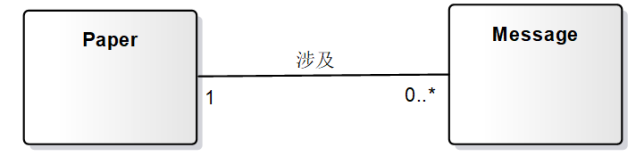 Paper
Message
涉及
1
0..*